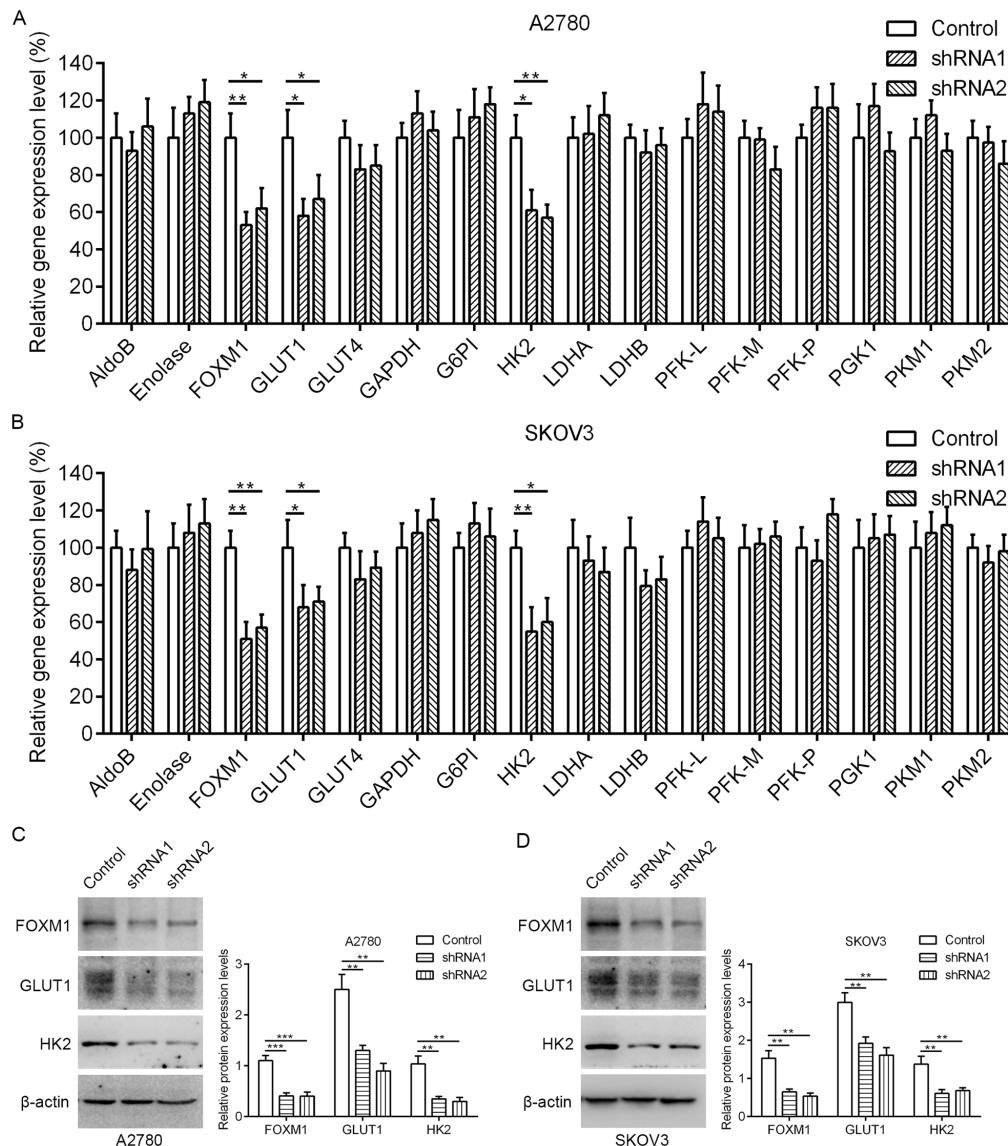 A
A2780
Control
shRNA1
shRNA2
Relative gene expression level (%)
140
120
100
80
60
40
20
0
* * *
** * * *
AldoB Enolase FOXM1 GLUT1 GLUT4 GAPDH G6PI HK2 LDHA LDHB PFK-L PFK-M PFK-P PGK1 PKM1 PKM2
B
SKOV3
Control
shRNA1
shRNA2
Relative gene expression level (%)
140
120
100
80
60
40
20
0
** * *
** * **
AldoB Enolase FOXM1 GLUT1 GLUT4 GAPDH G6PI HK2 LDHA LDHB PFK-L PFK-M PFK-P PGK1 PKM1 PKM2
C
Control shRNA1 shRNA2
FOXM1
GLUT1
HK2
β-actin
A2780
A2780
Control
shRNA1
shRNA2
Relative protein expression levels
3
2
1
0
***
***
**
**
**
**
FOXM1 GLUT1 HK2
D
Control shRNA1 shRNA2
FOXM1
GLUT1
HK2
β-actin
SKOV3
SKOV3
Control
shRNA1
shRNA2
Relative protein expression levels
4
3
2
1
0
**
**
**
**
**
**
FOXM1 GLUT1 HK2